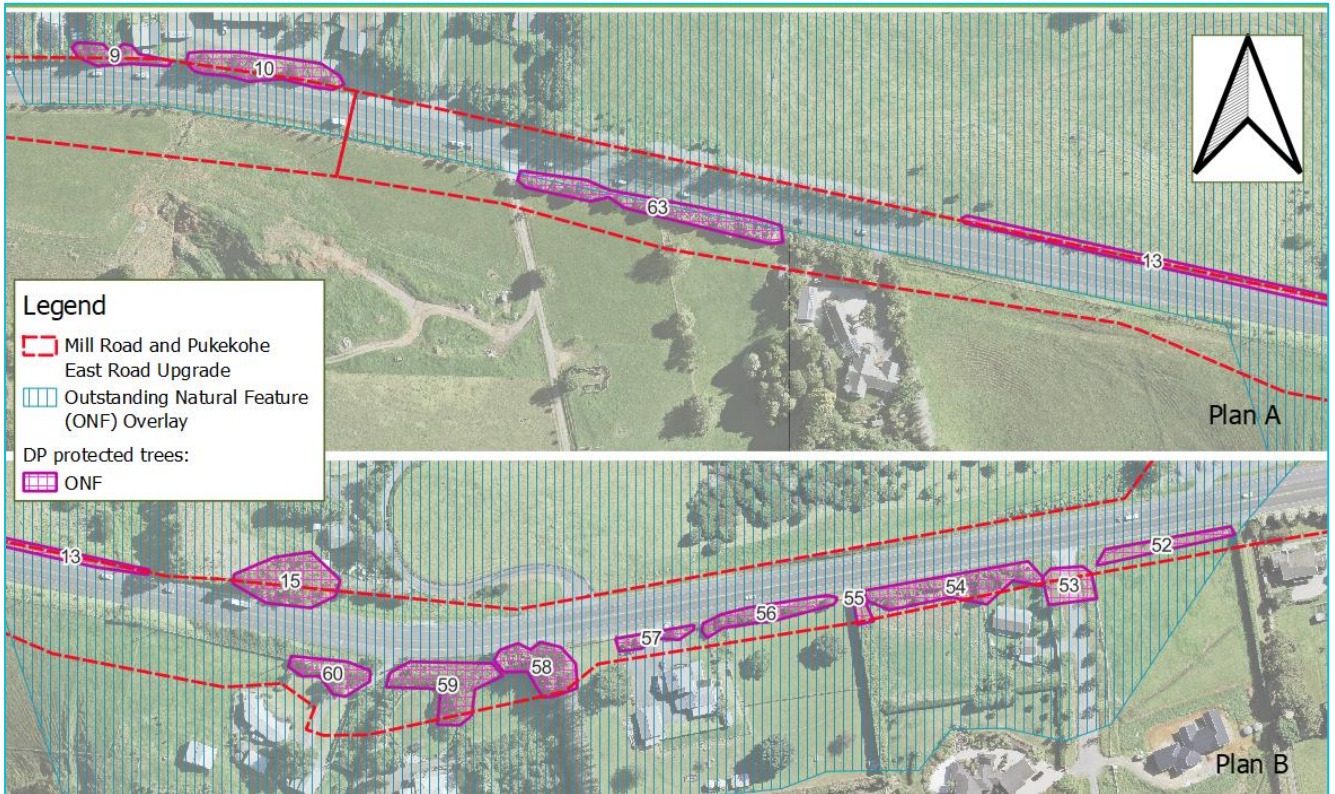 9
10
63
13
Legend
Mill Road and Pukekohe
East Road Upgrade
Outstanding Natural Feature
(ONF) Overlay
DP protected trees:
ONF
Plan A
13
15
52
53
54
55
56
57
58
60
59
Plan B